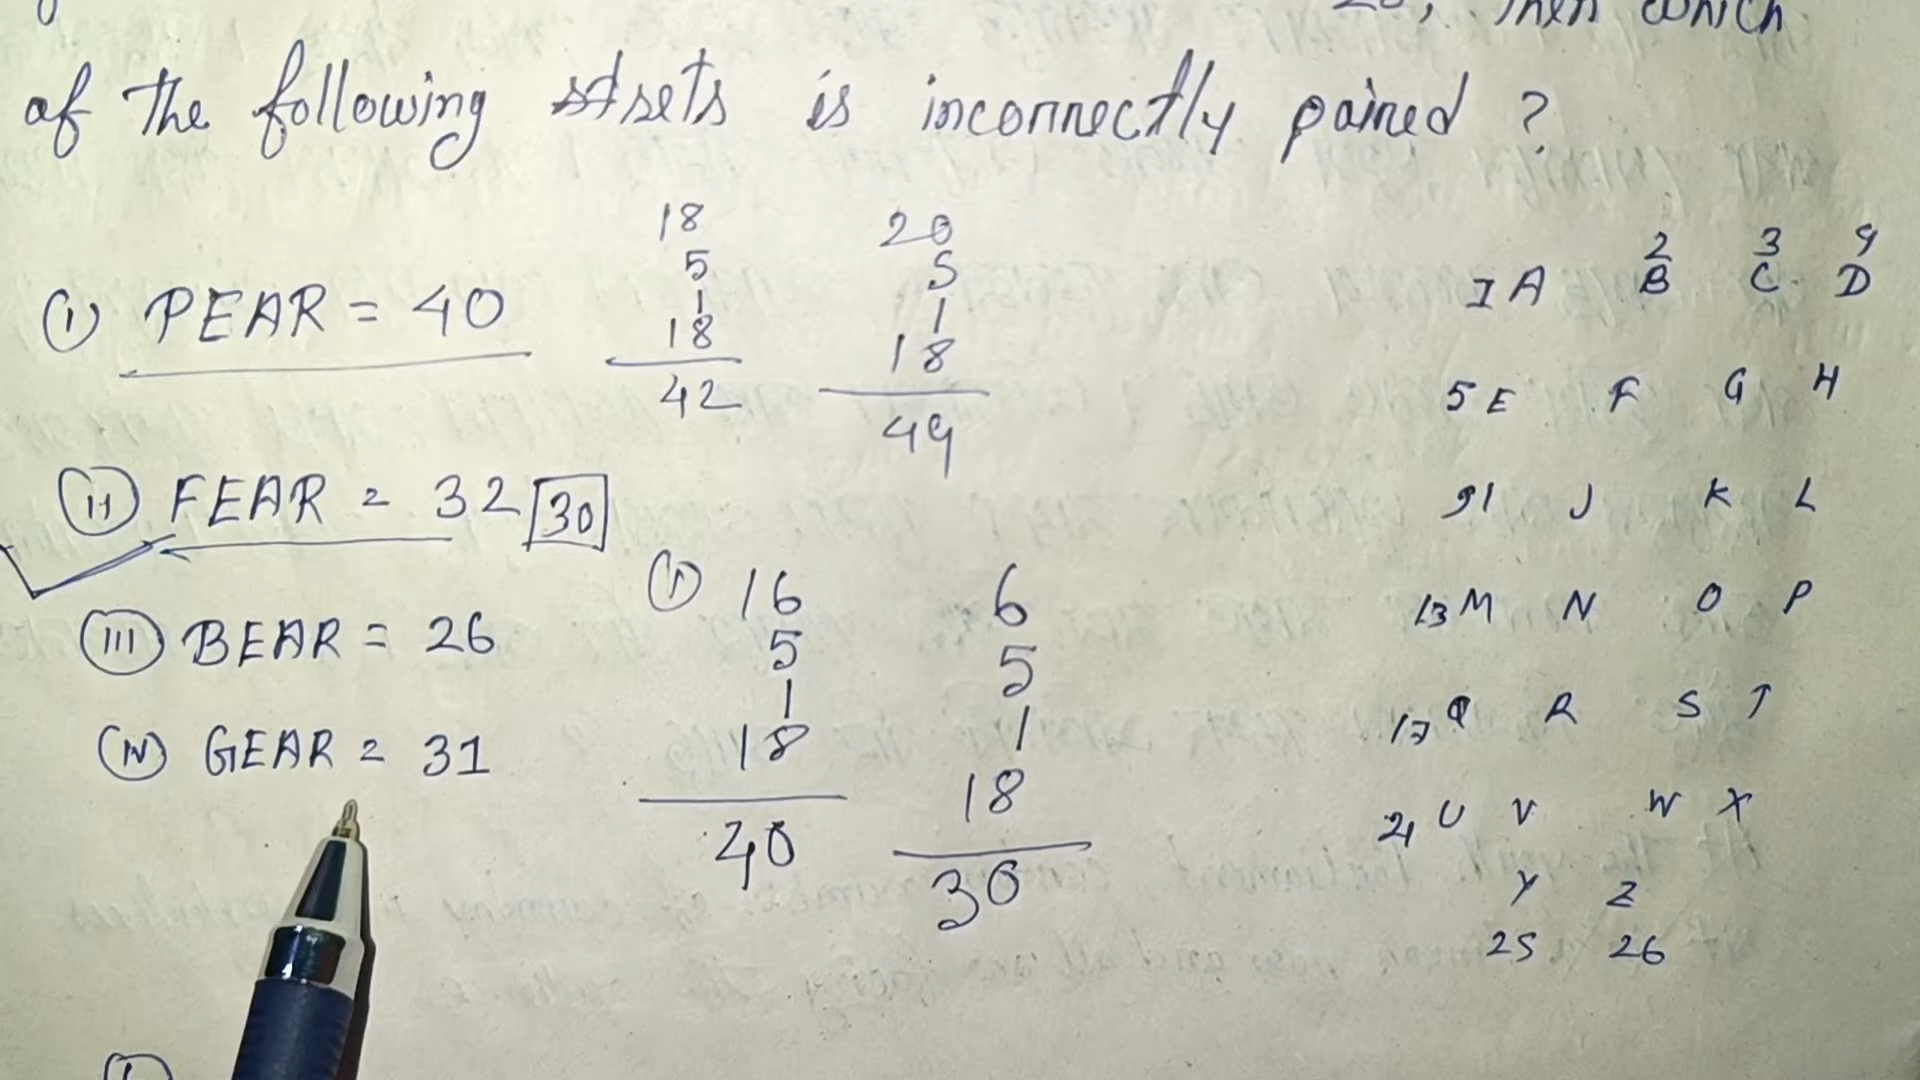 Then which
of the following sets is incorrectly paired ?
(I) PEAR = 40
18
5
1
18
42
20
5
1
18
49
(II) FEAR = 32 30
(III) BEAR = 26
(IV) GEAR = 31
(I) 16
5
1
18
40
6
5
1
18
30
1 A 2 B 3 C D
5 E F G H
9 I J K L
13 M N O P
17 Q R S T
21 U V W X
Y Z
25 26